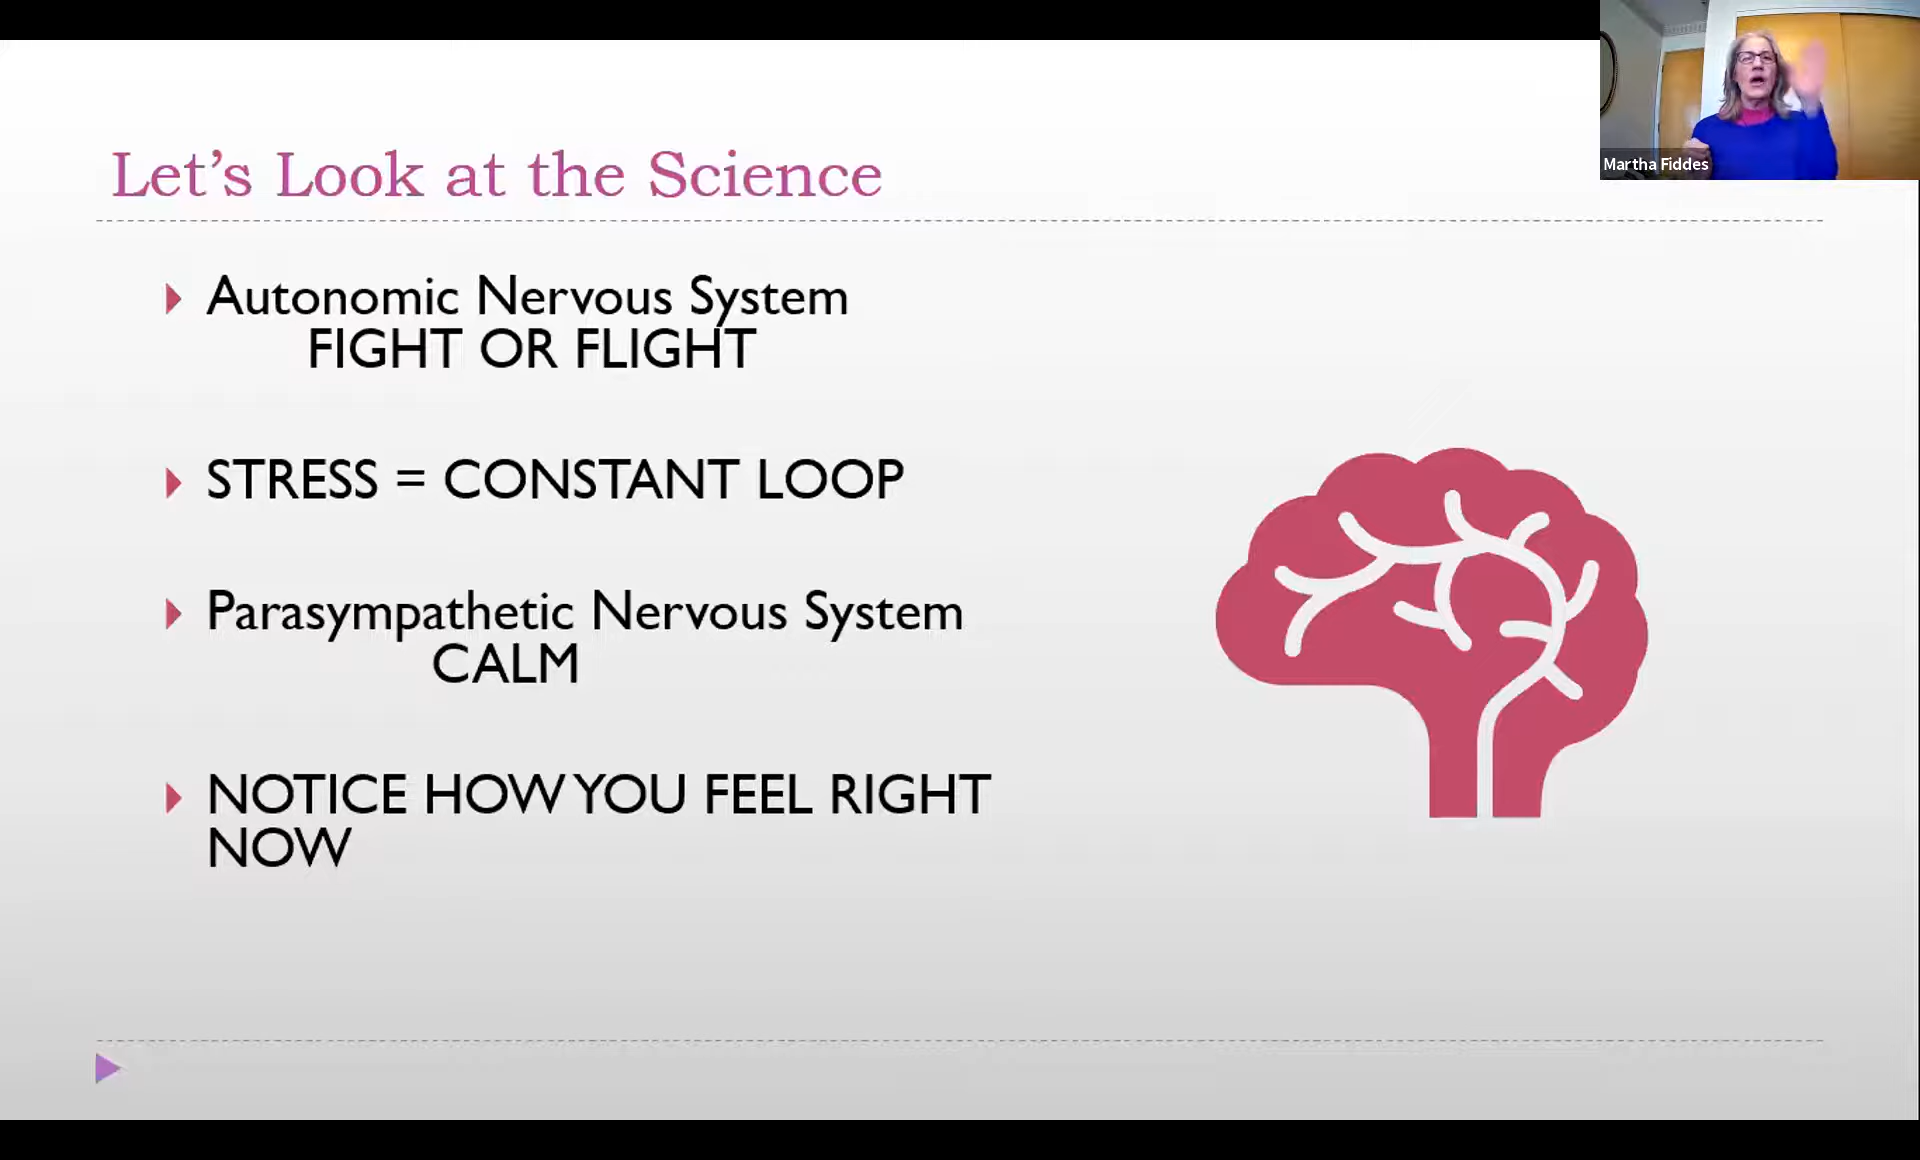 Martha Fiddes
Let's Look at the Science
Autonomic Nervous System
FIGHT OR FLIGHT
STRESS = CONSTANT LOOP
Parasympathetic Nervous System
CALM
NOTICE HOW YOU FEEL RIGHT
NOW